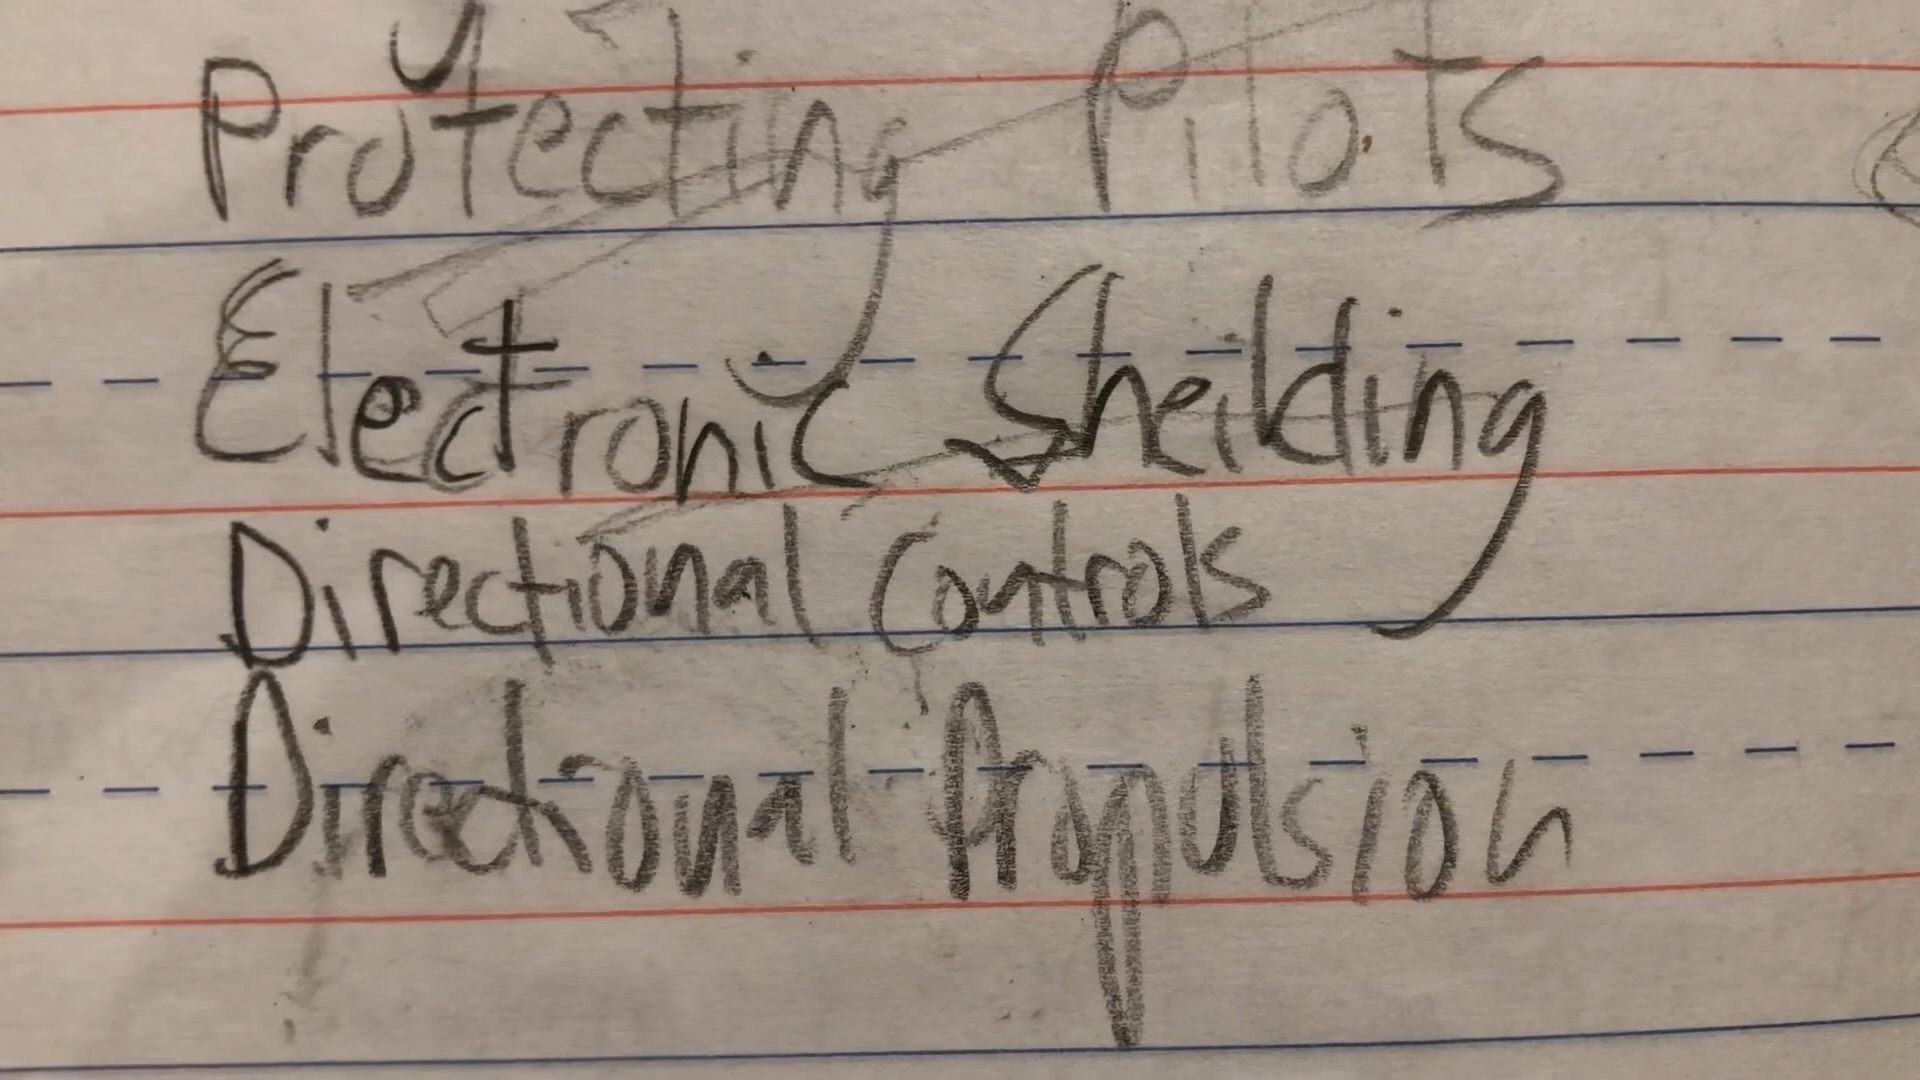 Protecting Pilots
Electronic Sheilding
Directional Controls
Directional Propulsion